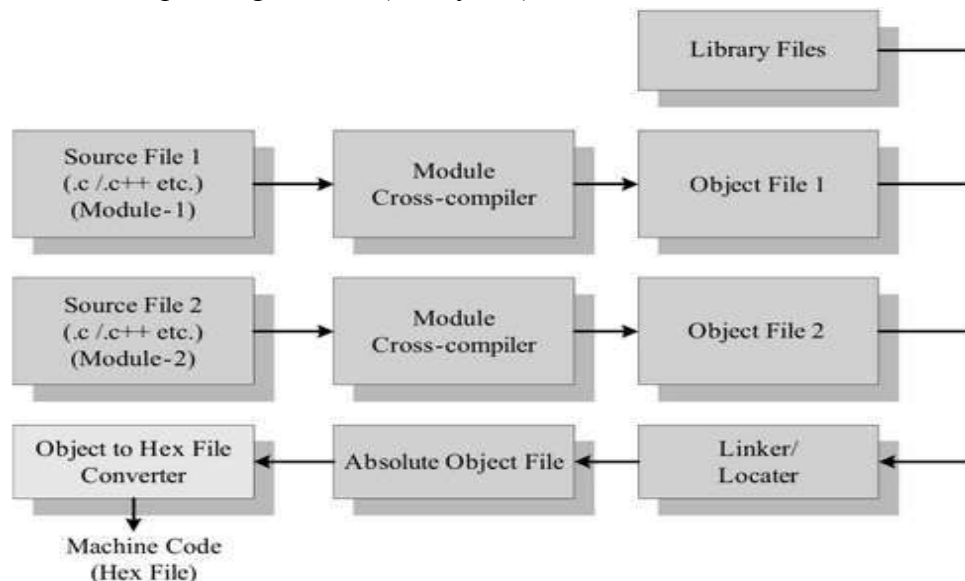 Library Files
Source File 1
(.c /.c++ etc.)
(Module-1)
Module
Cross-compiler
Object File 1
Source File 2
(.c /.c++ etc.)
(Module-2)
Module
Cross-compiler
Object File 2
Object to Hex File
Converter
Absolute Object File
Linker/
Locater
Machine Code
(Hex File)